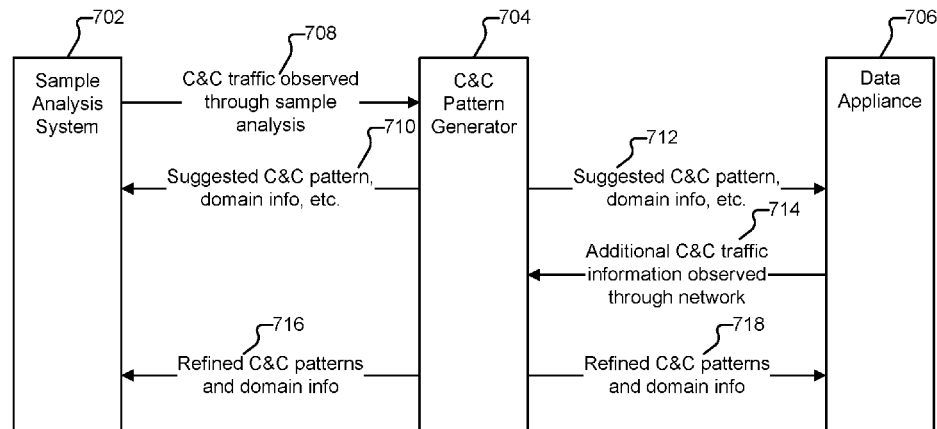 702
704
706
708
Sample
Analysis
System
C&C traffic observed
through sample
analysis
C&C
Pattern
Generator
Data
Appliance
710
712
Suggested C&C pattern,
domain info, etc.
Suggested C&C pattern,
domain info, etc.
714
Additional C&C traffic
information observed
through network
716
718
Refined C&C patterns
and domain info
Refined C&C patterns
and domain info